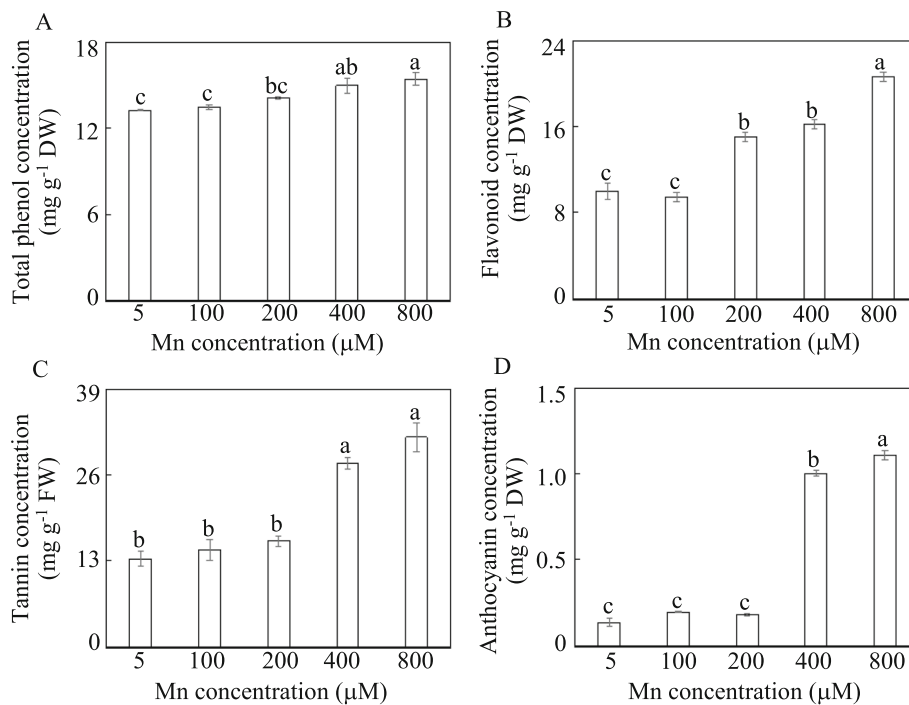 A
Total phenol concentration
(mg g⁻¹ DW)
18
12
6
0
c
c
bc
ab
a
5
100
200
400
800
Mn concentration (μM)
B
Flavonoid concentration
(mg g⁻¹ DW)
24
16
8
0
c
c
b
b
a
5
100
200
400
800
Mn concentration (μM)
C
Tannin concentration
(mg g⁻¹ FW)
39
26
13
0
b
b
b
a
a
5
100
200
400
800
Mn concentration (μM)
D
Anthocyanin concentration
(mg g⁻¹ DW)
1.5
1.0
0.5
0
c
c
c
b
a
5
100
200
400
800
Mn concentration (μM)